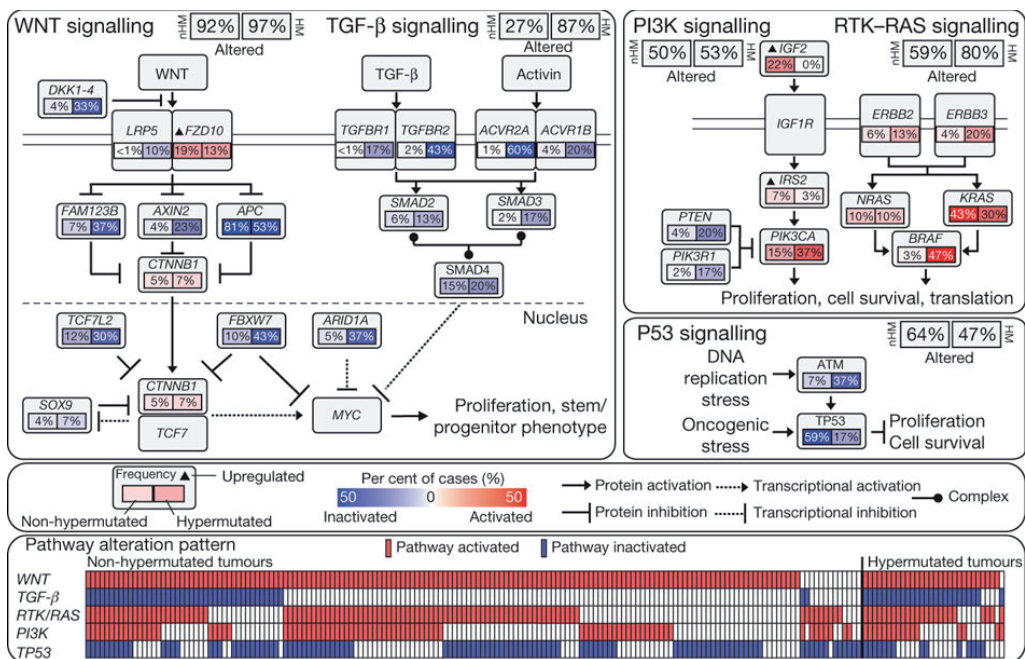 WNT signalling
nHM 92% 97% HM
Altered
WNT
DKK1-4
4% 33%
LRP5 ▲FZD10
<1% 10% 19% 13%
FAM123B AXIN2 APC
7% 37% 4% 23% 81% 53%
CTNNB1
5% 7%
TCF7L2 FBXW7 ARID1A
12% 30% 10% 43% 5% 37%
CTNNB1
5% 7%
TCF7
SOX9
4% 7%
MYC
Proliferation, stem/
progenitor phenotype
TGF-β signalling
nHM 27% 87% HM
Altered
TGF-β Activin
TGFBR1 TGFBR2 ACVR2A ACVR1B
<1% 17% 2% 43% 1% 60% 4% 20%
SMAD2 SMAD3
6% 13% 2% 17%
SMAD4
15% 20%
Nucleus
PI3K signalling
nHM 50% 53% HM
Altered
▲IGF2
22% 0%
IGF1R
▲IRS2
7% 3%
PTEN
4% 20%
PIK3R1
2% 17%
PIK3CA
15% 37%
RTK–RAS signalling
59% 80% HM
Altered
ERBB2 ERBB3
6% 13% 4% 20%
NRAS KRAS
10% 10% 43% 30%
BRAF
3% 47%
Proliferation, cell survival, translation
P53 signalling
nHM 64% 47% HM
Altered
DNA
replication
stress
ATM
7% 37%
Oncogenic
stress
TP53
59% 17%
Proliferation
Cell survival
Frequency ▲ Upregulated
Non-hypermutated Hypermutated
Per cent of cases (%)
50 0 50
Inactivated Activated
Protein activation Transcriptional activation
Protein inhibition Transcriptional inhibition
Complex
Pathway alteration pattern
Pathway activated Pathway inactivated
Non-hypermutated tumours Hypermutated tumours
WNT
TGF-β
RTK/RAS
PI3K
TP53